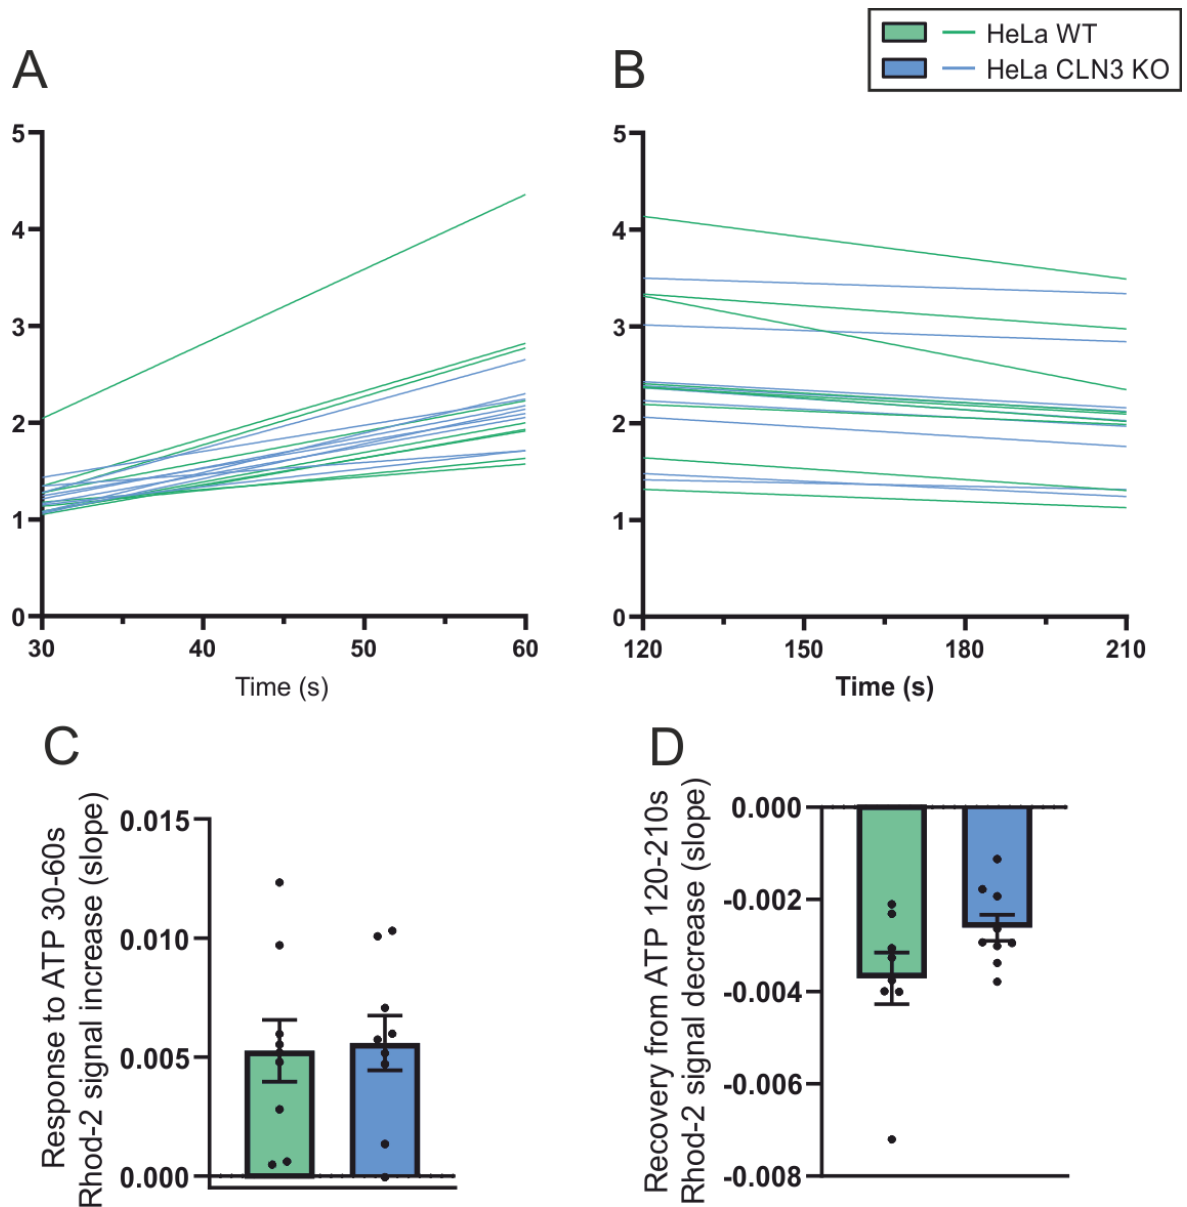 HeLa WT
HeLa CLN3 KO
A
B
5
4
3
2
1
0
30
40
50
60
Time (s)
5
4
3
2
1
0
120
150
180
210
Time (s)
C
D
Response to ATP 30-60s
Rhod-2 signal increase (slope)
0.015
0.010
0.005
0.000
Recovery from ATP 120-210s
Rhod-2 signal decrease (slope)
0.000
-0.002
-0.004
-0.006
-0.008